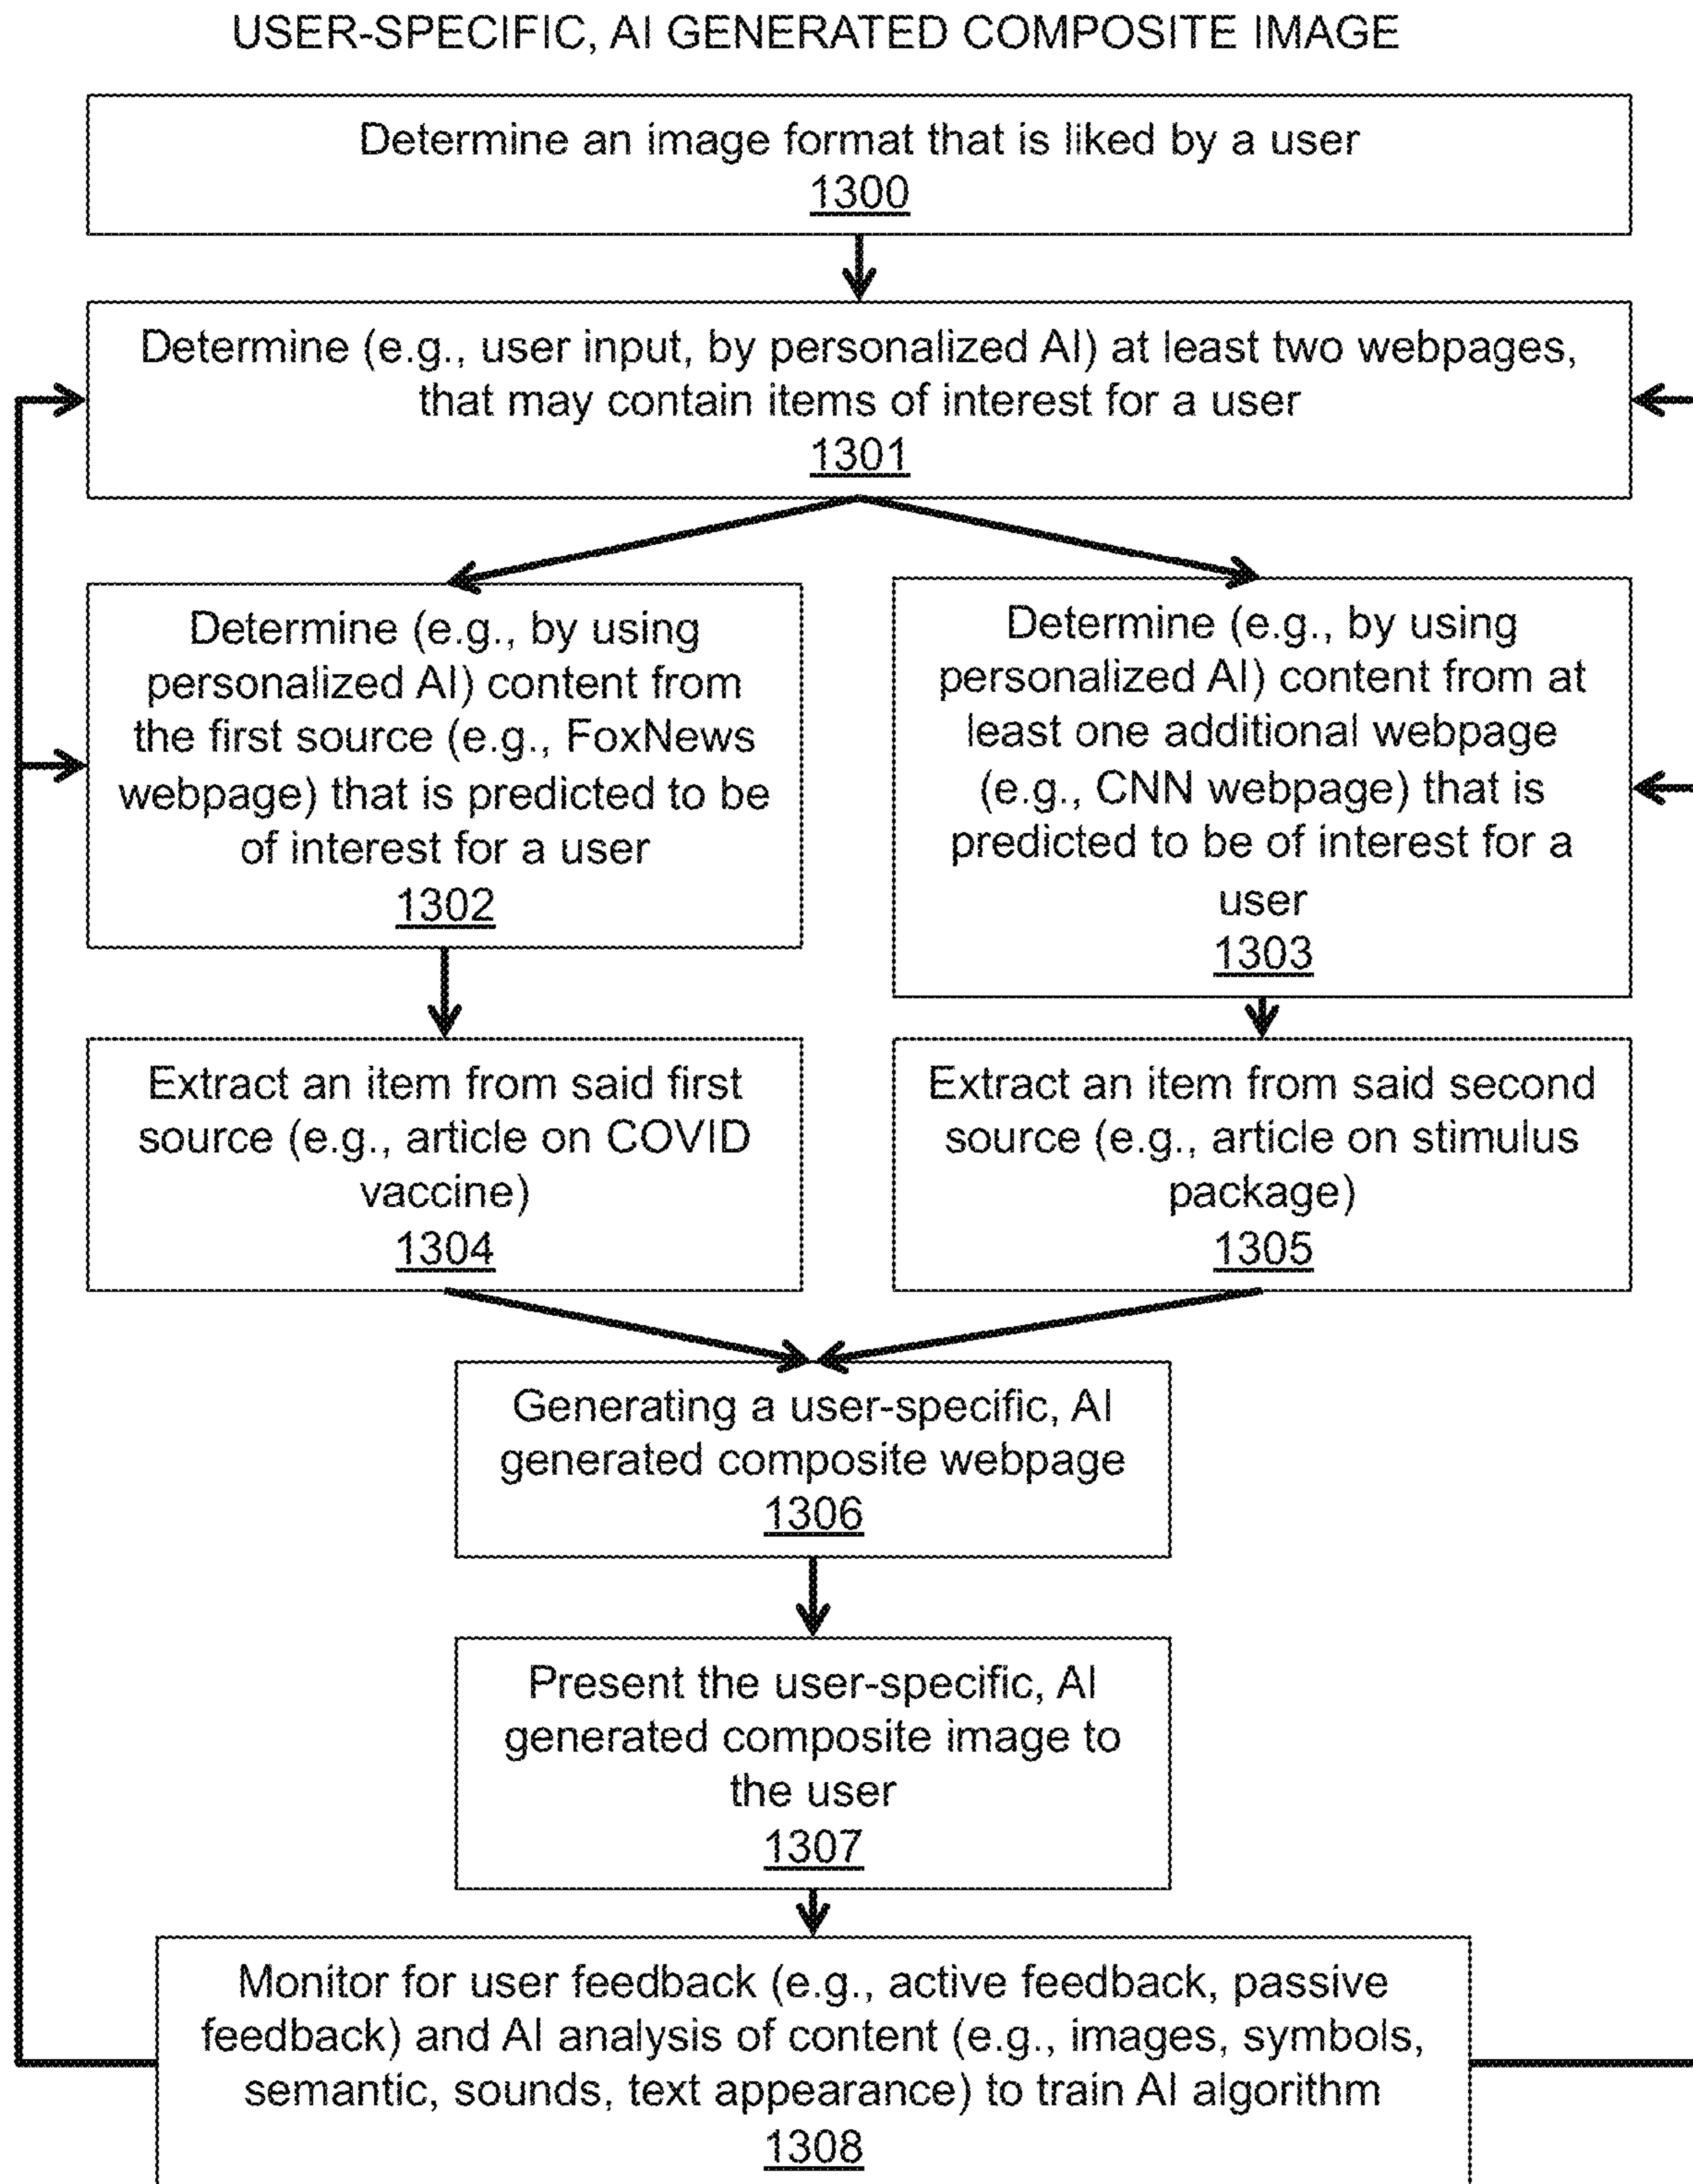 USER-SPECIFIC, AI GENERATED COMPOSITE IMAGE
Determine an image format that is liked by a user
1300
Determine (e.g., user input, by personalized AI) at least two webpages,
that may contain items of interest for a user
1301
Determine (e.g., by using
personalized AI) content from
the first source (e.g., FoxNews
webpage) that is predicted to be
of interest for a user
1302
Determine (e.g., by using
personalized AI) content from at
least one additional webpage
(e.g., CNN webpage) that is
predicted to be of interest for a
user
1303
Extract an item from said first
source (e.g., article on COVID
vaccine)
1304
Extract an item from said second
source (e.g., article on stimulus
package)
1305
Generating a user-specific, AI
generated composite webpage
1306
Present the user-specific, AI
generated composite image to
the user
1307
Monitor for user feedback (e.g., active feedback, passive
feedback) and AI analysis of content (e.g., images, symbols,
semantic, sounds, text appearance) to train AI algorithm
1308